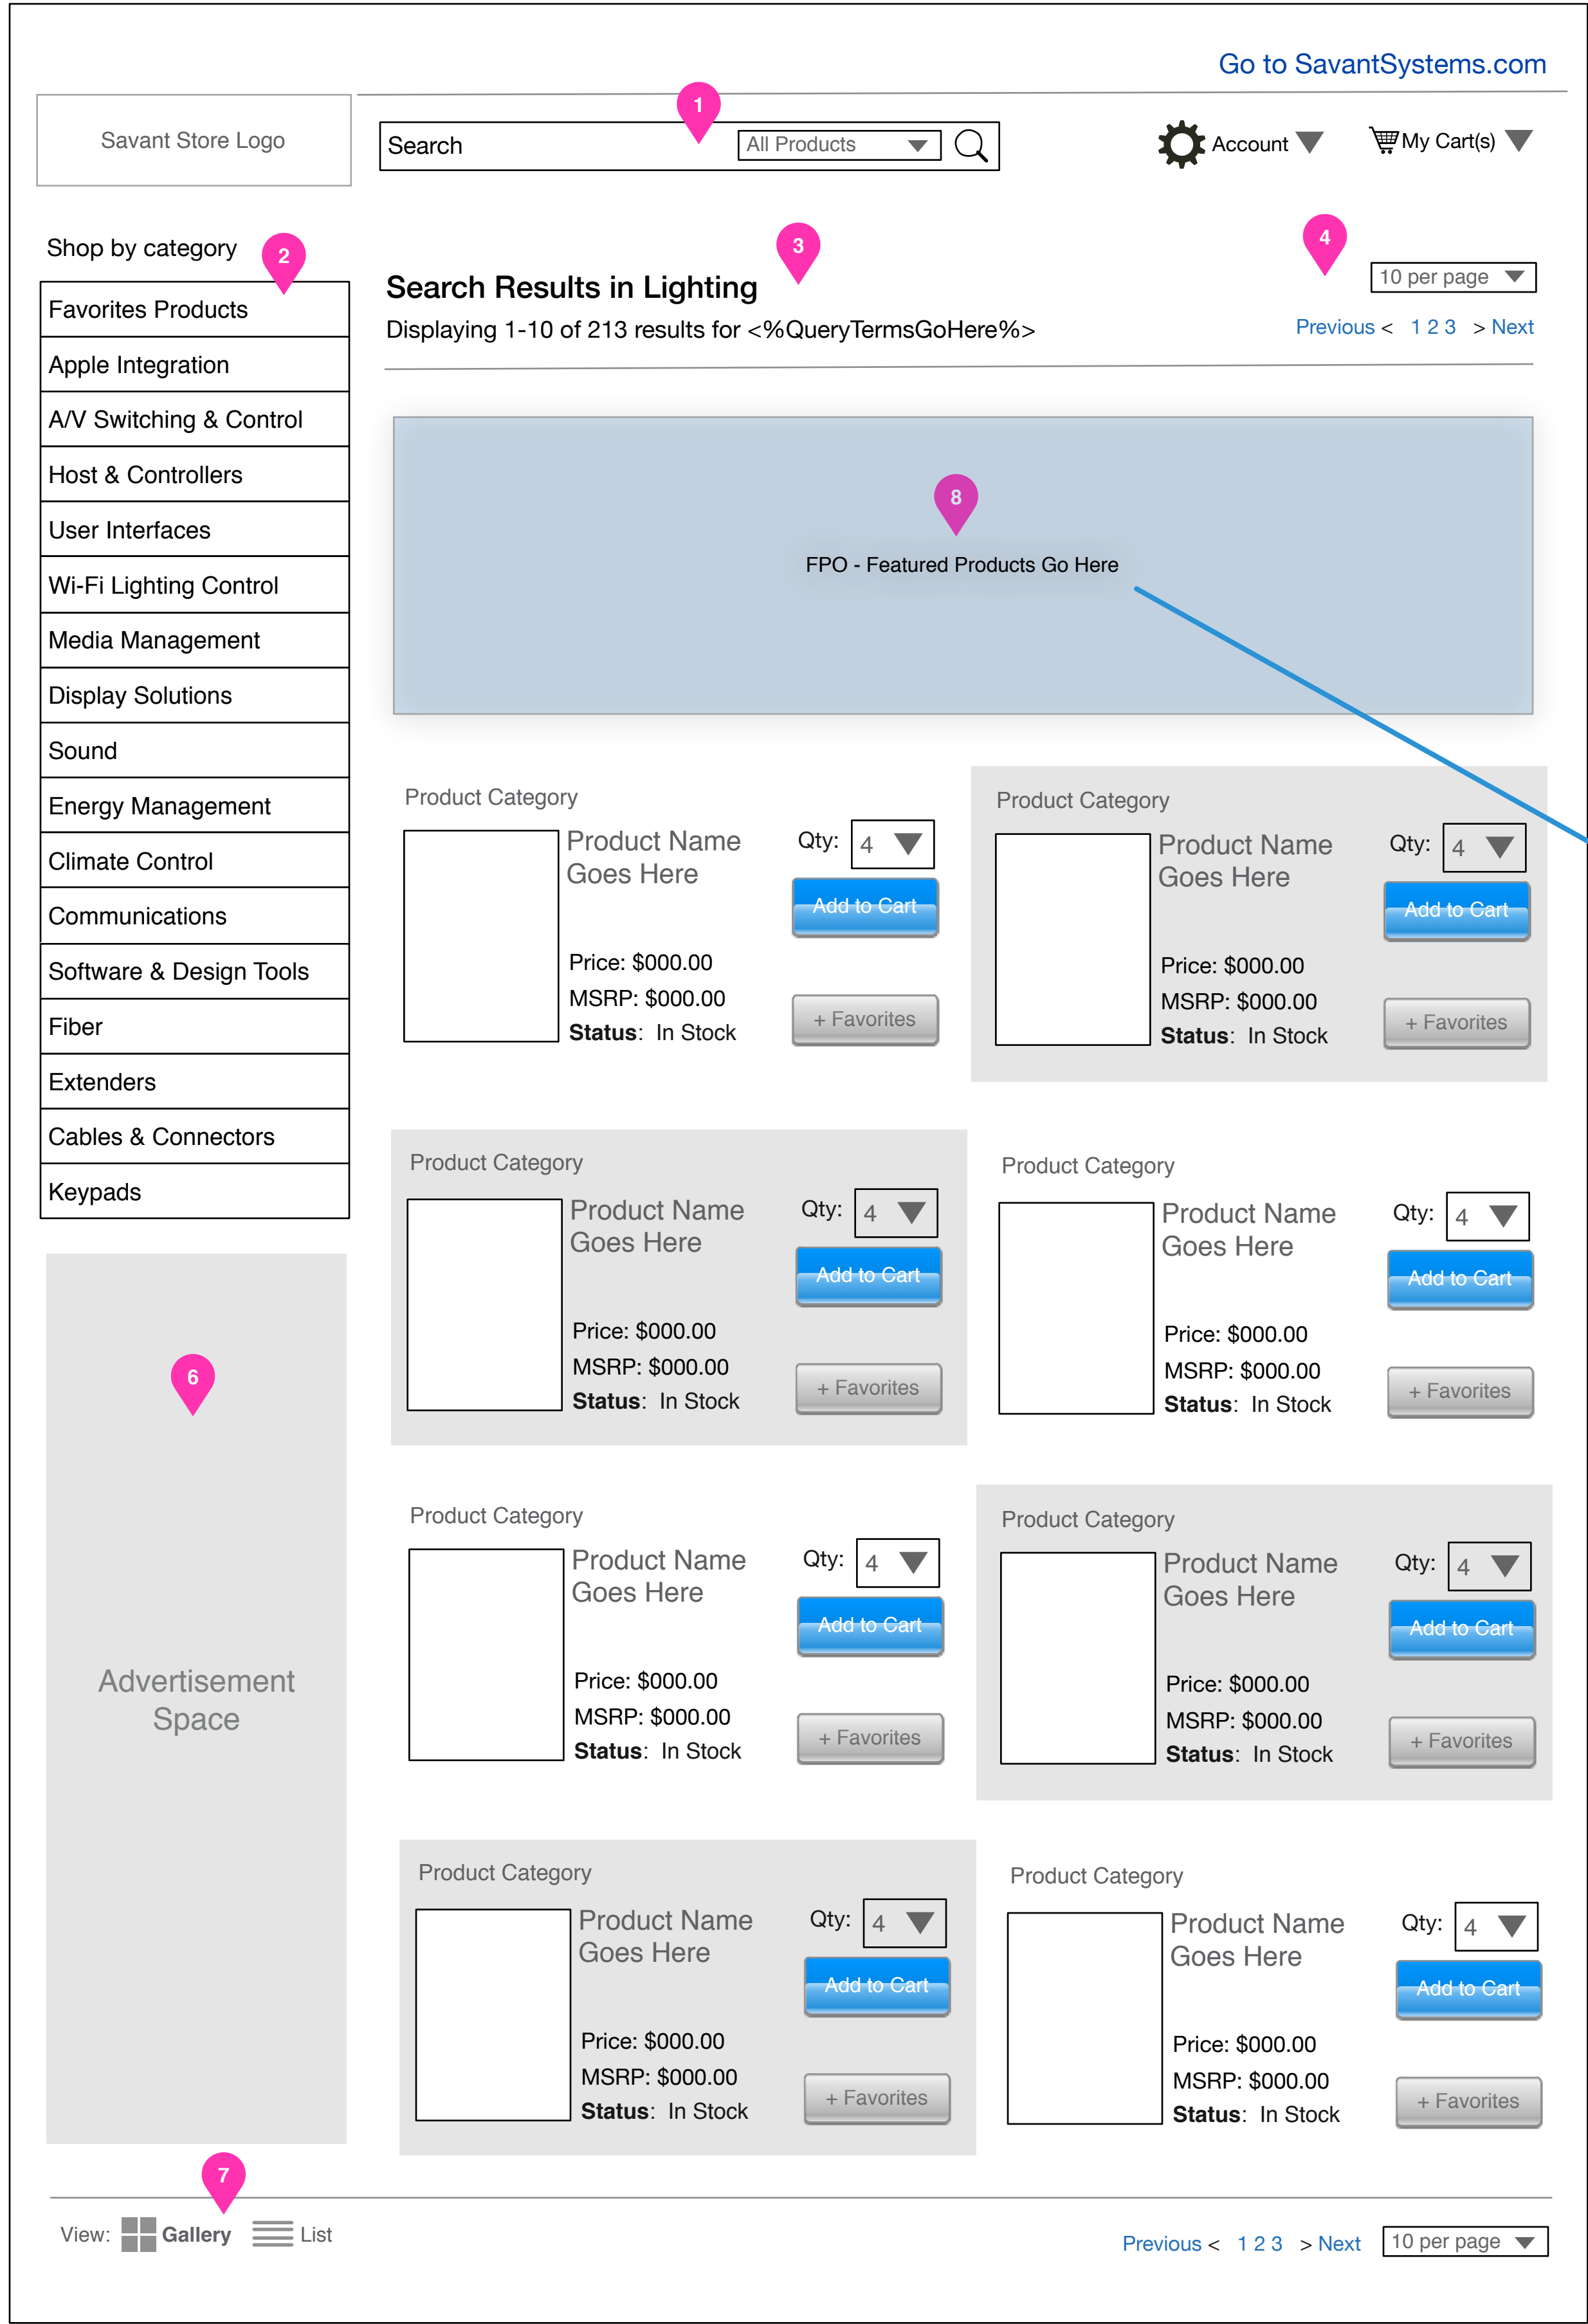 Go to SavantSystems.com
Savant Store Logo
Search
All Products
1
Account
My Cart(s)
Shop by category
2
Favorites Products
Apple Integration
A/V Switching & Control
Host & Controllers
User Interfaces
Wi-Fi Lighting Control
Media Management
Display Solutions
Sound
Energy Management
Climate Control
Communications
Software & Design Tools
Fiber
Extenders
Cables & Connectors
Keypads
6
Advertisement
Space
3
4
Search Results in Lighting
10 per page
Displaying 1-10 of 213 results for <%QueryTermsGoHere%>
Previous < 1 2 3 > Next
8
FPO - Featured Products Go Here
Product Category
Product Name
Goes Here
Qty: 4
Add to Cart
Price: $000.00
MSRP: $000.00
Status: In Stock
+ Favorites
Product Category
Product Name
Goes Here
Qty: 4
Add to Cart
Price: $000.00
MSRP: $000.00
Status: In Stock
+ Favorites
Product Category
Product Name
Goes Here
Qty: 4
Add to Cart
Price: $000.00
MSRP: $000.00
Status: In Stock
+ Favorites
Product Category
Product Name
Goes Here
Qty: 4
Add to Cart
Price: $000.00
MSRP: $000.00
Status: In Stock
+ Favorites
Product Category
Product Name
Goes Here
Qty: 4
Add to Cart
Price: $000.00
MSRP: $000.00
Status: In Stock
+ Favorites
Product Category
Product Name
Goes Here
Qty: 4
Add to Cart
Price: $000.00
MSRP: $000.00
Status: In Stock
+ Favorites
Product Category
Product Name
Goes Here
Qty: 4
Add to Cart
Price: $000.00
MSRP: $000.00
Status: In Stock
+ Favorites
Product Category
Product Name
Goes Here
Qty: 4
Add to Cart
Price: $000.00
MSRP: $000.00
Status: In Stock
+ Favorites
7
View: Gallery List
Previous < 1 2 3 > Next
10 per page